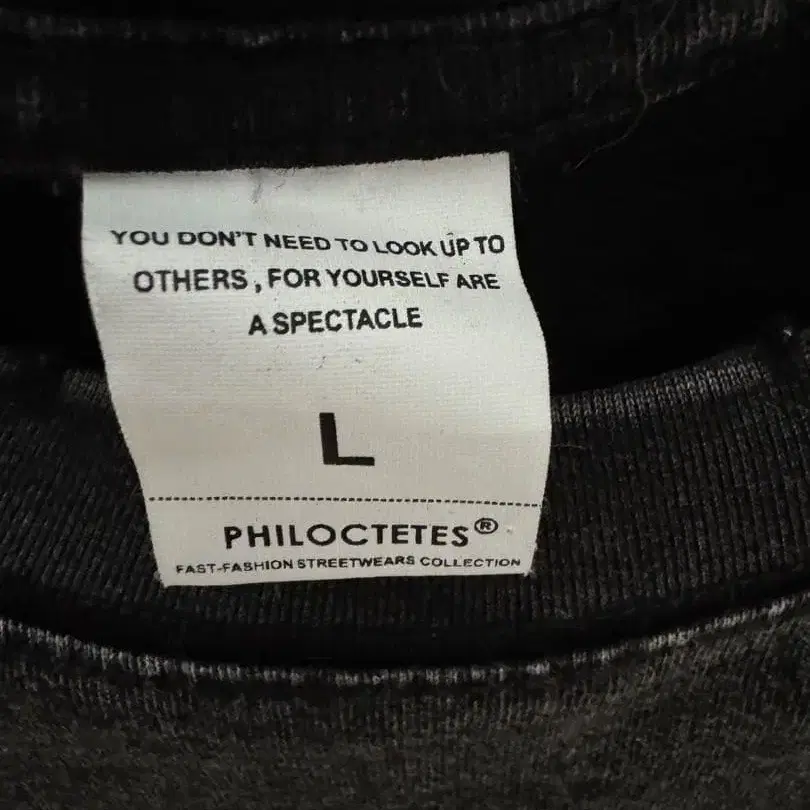 YOU DON'T NEED TO LOOK UP TO
OTHERS , FOR YOURSELF ARE
A SPECTACLE
L
PHILOCTETES®
FAST-FASHION STREETWEARS COLLECTION